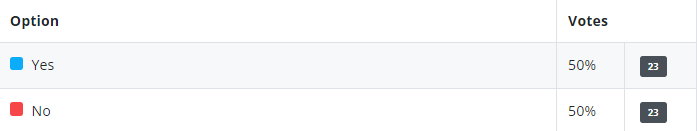 Option Votes
Yes 50% 23
No 50% 23